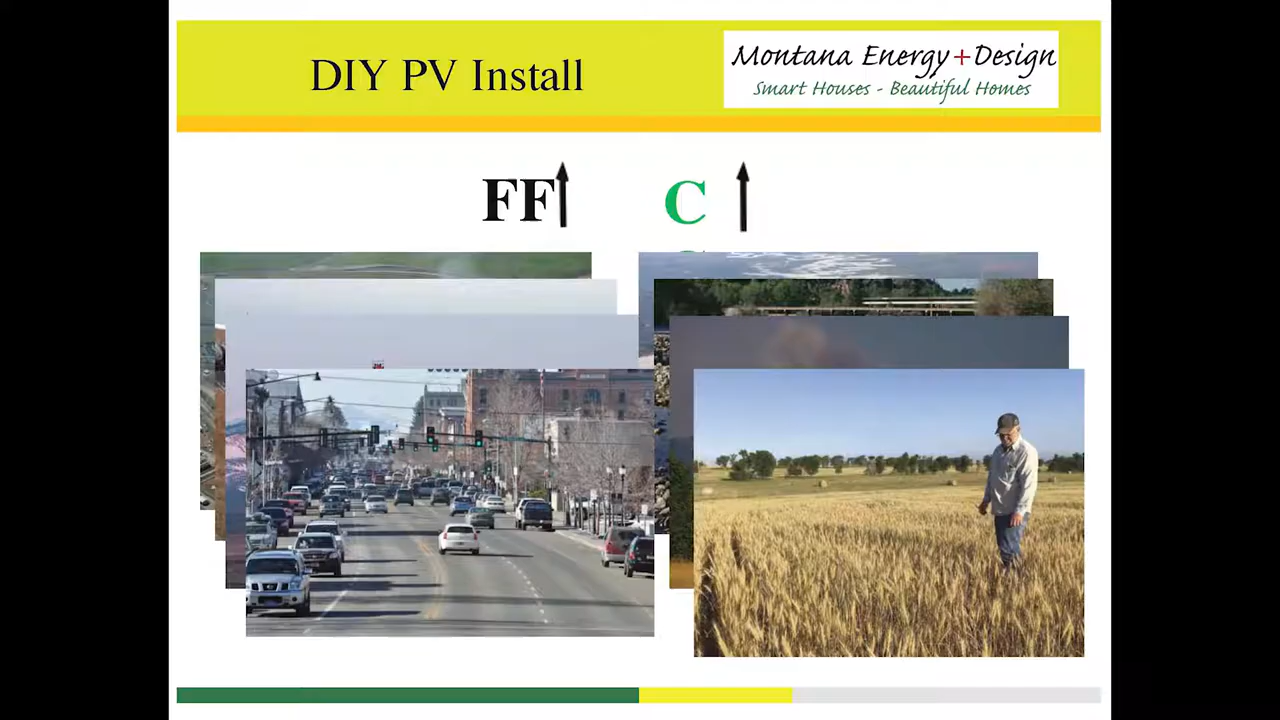 DIY PV Install
Montana Energy+Design
Smart Houses - Beautiful Homes
FF
C